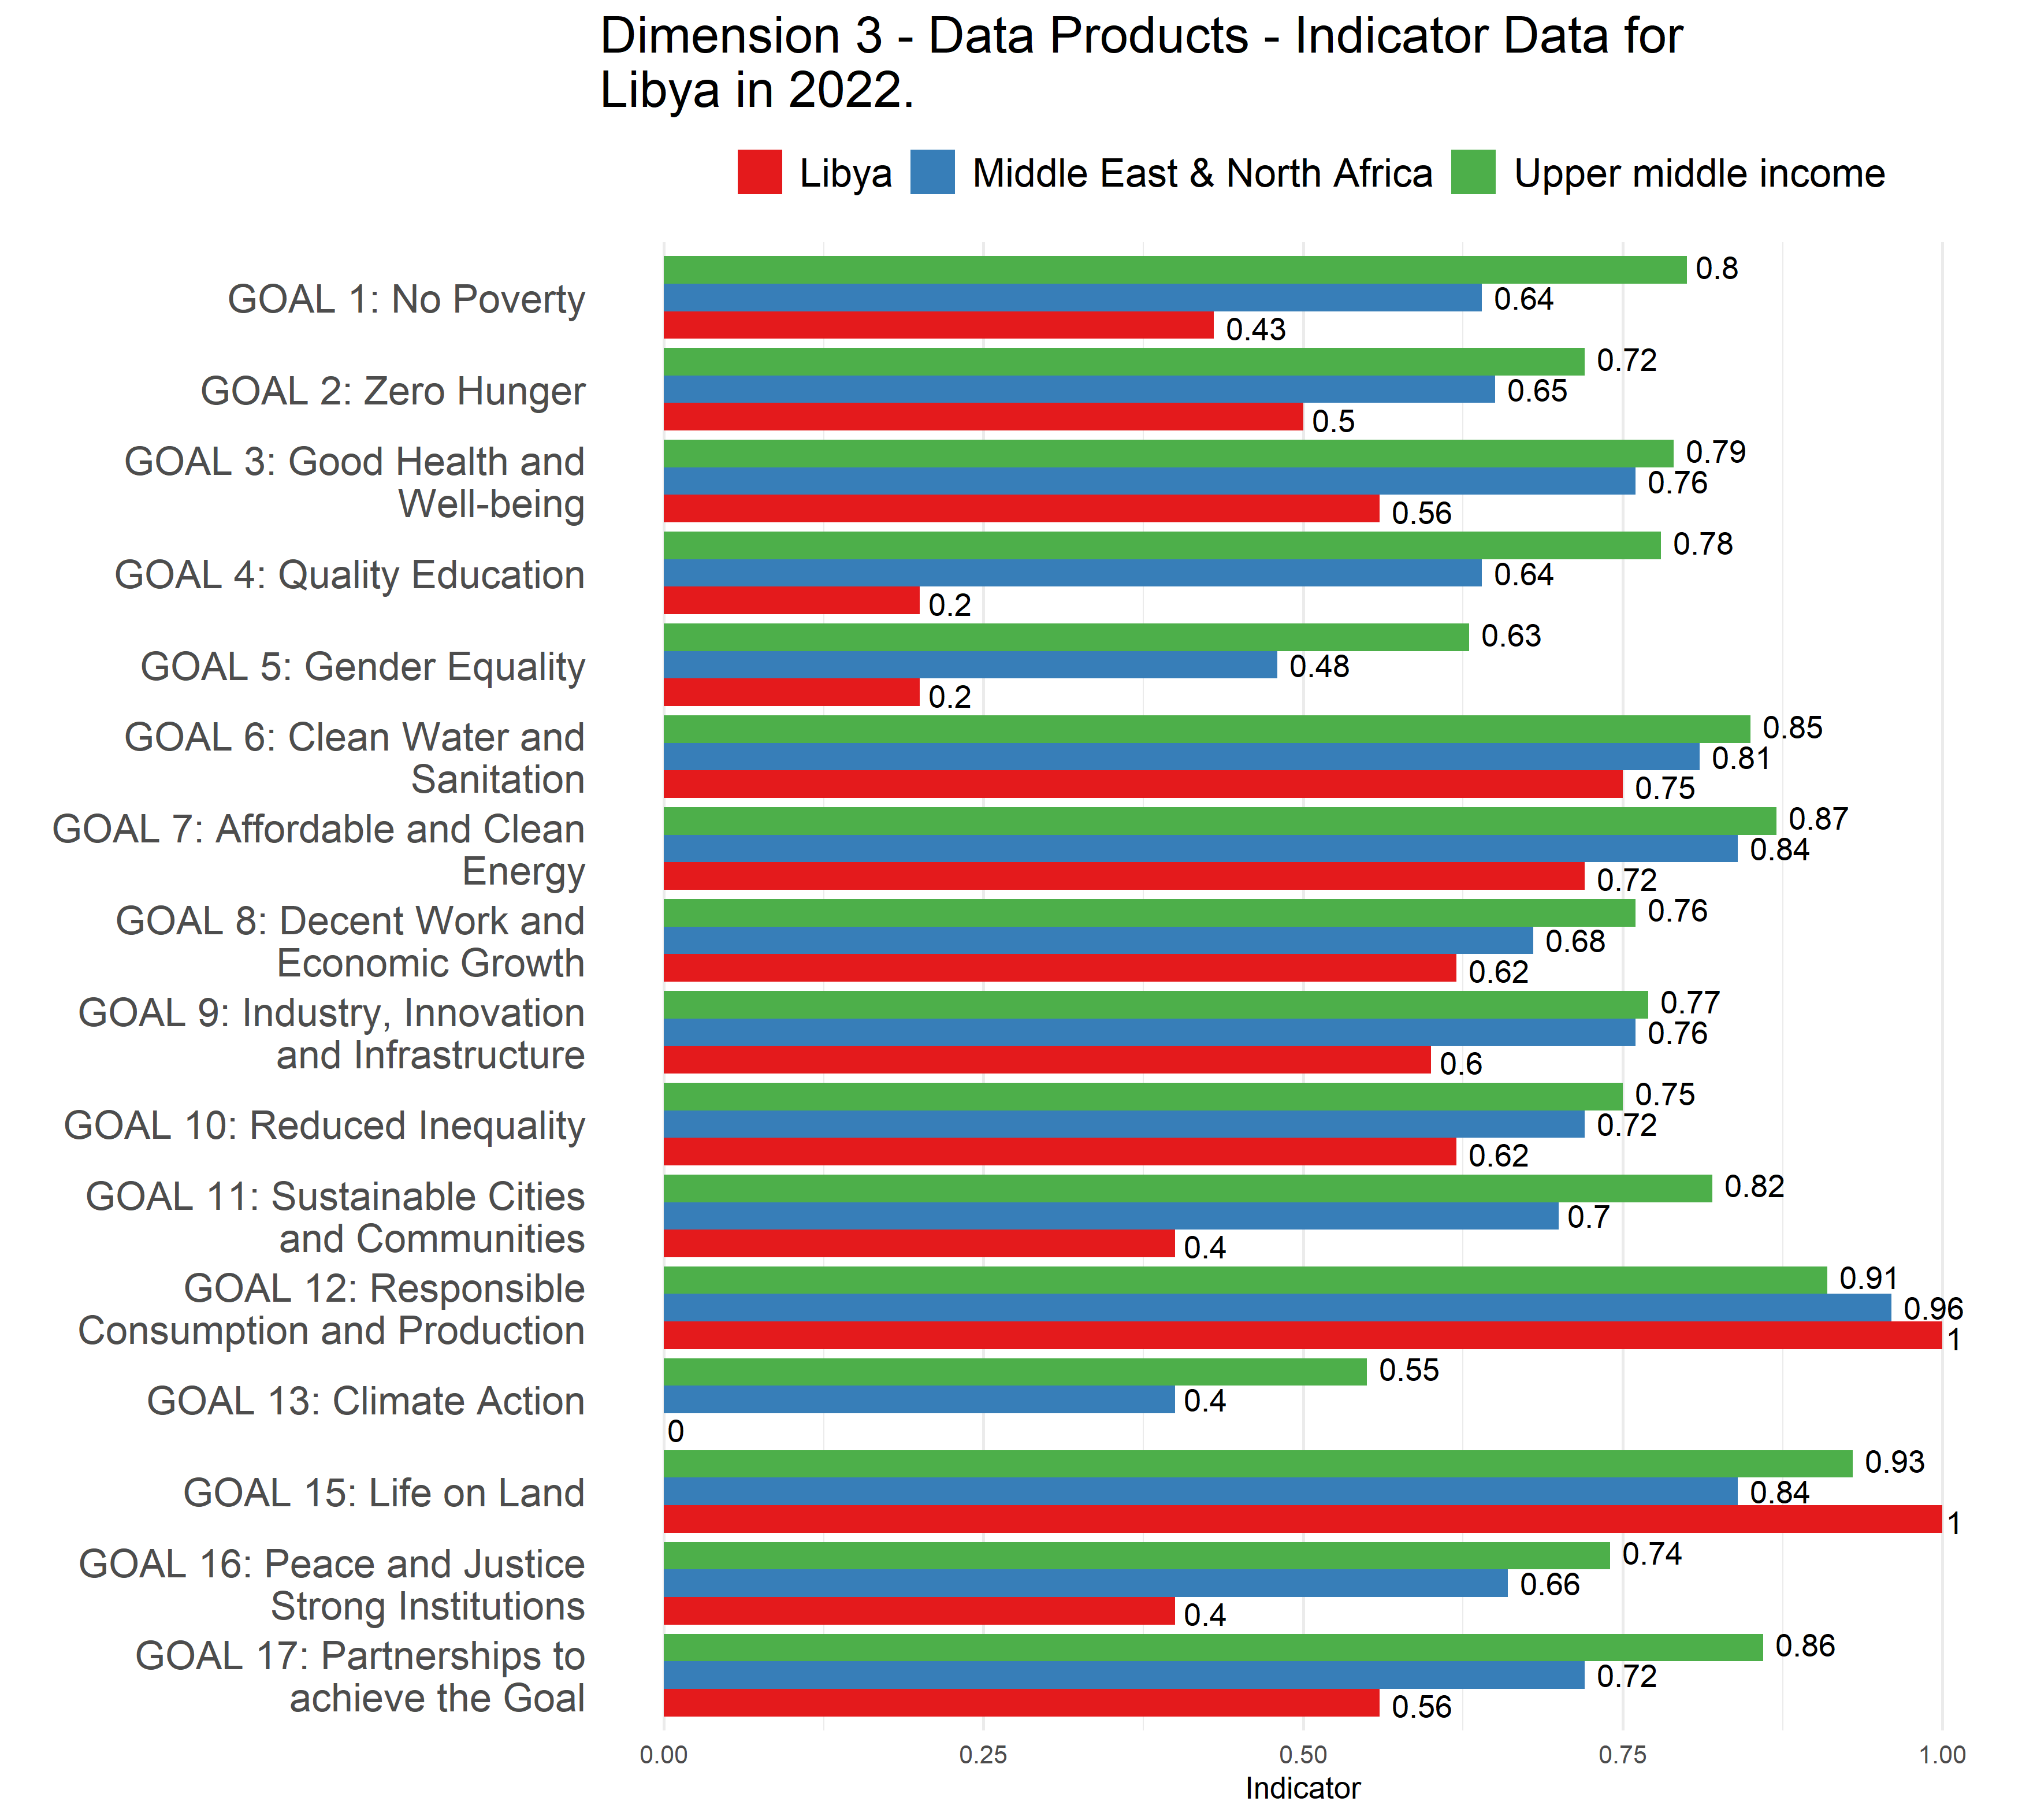 Dimension 3 - Data Products - Indicator Data for
Libya in 2022.
Libya
Middle East & North Africa
Upper middle income
GOAL 1: No Poverty
0.8
0.64
0.43
GOAL 2: Zero Hunger
0.72
0.65
0.5
GOAL 3: Good Health and
Well-being
0.79
0.76
0.56
GOAL 4: Quality Education
0.78
0.64
0.2
GOAL 5: Gender Equality
0.63
0.48
0.2
GOAL 6: Clean Water and
Sanitation
0.85
0.81
0.75
GOAL 7: Affordable and Clean
Energy
0.87
0.84
0.72
GOAL 8: Decent Work and
Economic Growth
0.76
0.68
0.62
GOAL 9: Industry, Innovation
and Infrastructure
0.77
0.76
0.6
GOAL 10: Reduced Inequality
0.75
0.72
0.62
GOAL 11: Sustainable Cities
and Communities
0.82
0.7
0.4
GOAL 12: Responsible
Consumption and Production
0.91
0.96
1
GOAL 13: Climate Action
0.55
0.4
0
GOAL 15: Life on Land
0.93
0.84
1
GOAL 16: Peace and Justice
Strong Institutions
0.74
0.66
0.4
GOAL 17: Partnerships to
achieve the Goal
0.86
0.72
0.56
0.00
0.25
0.50
0.75
1.00
Indicator